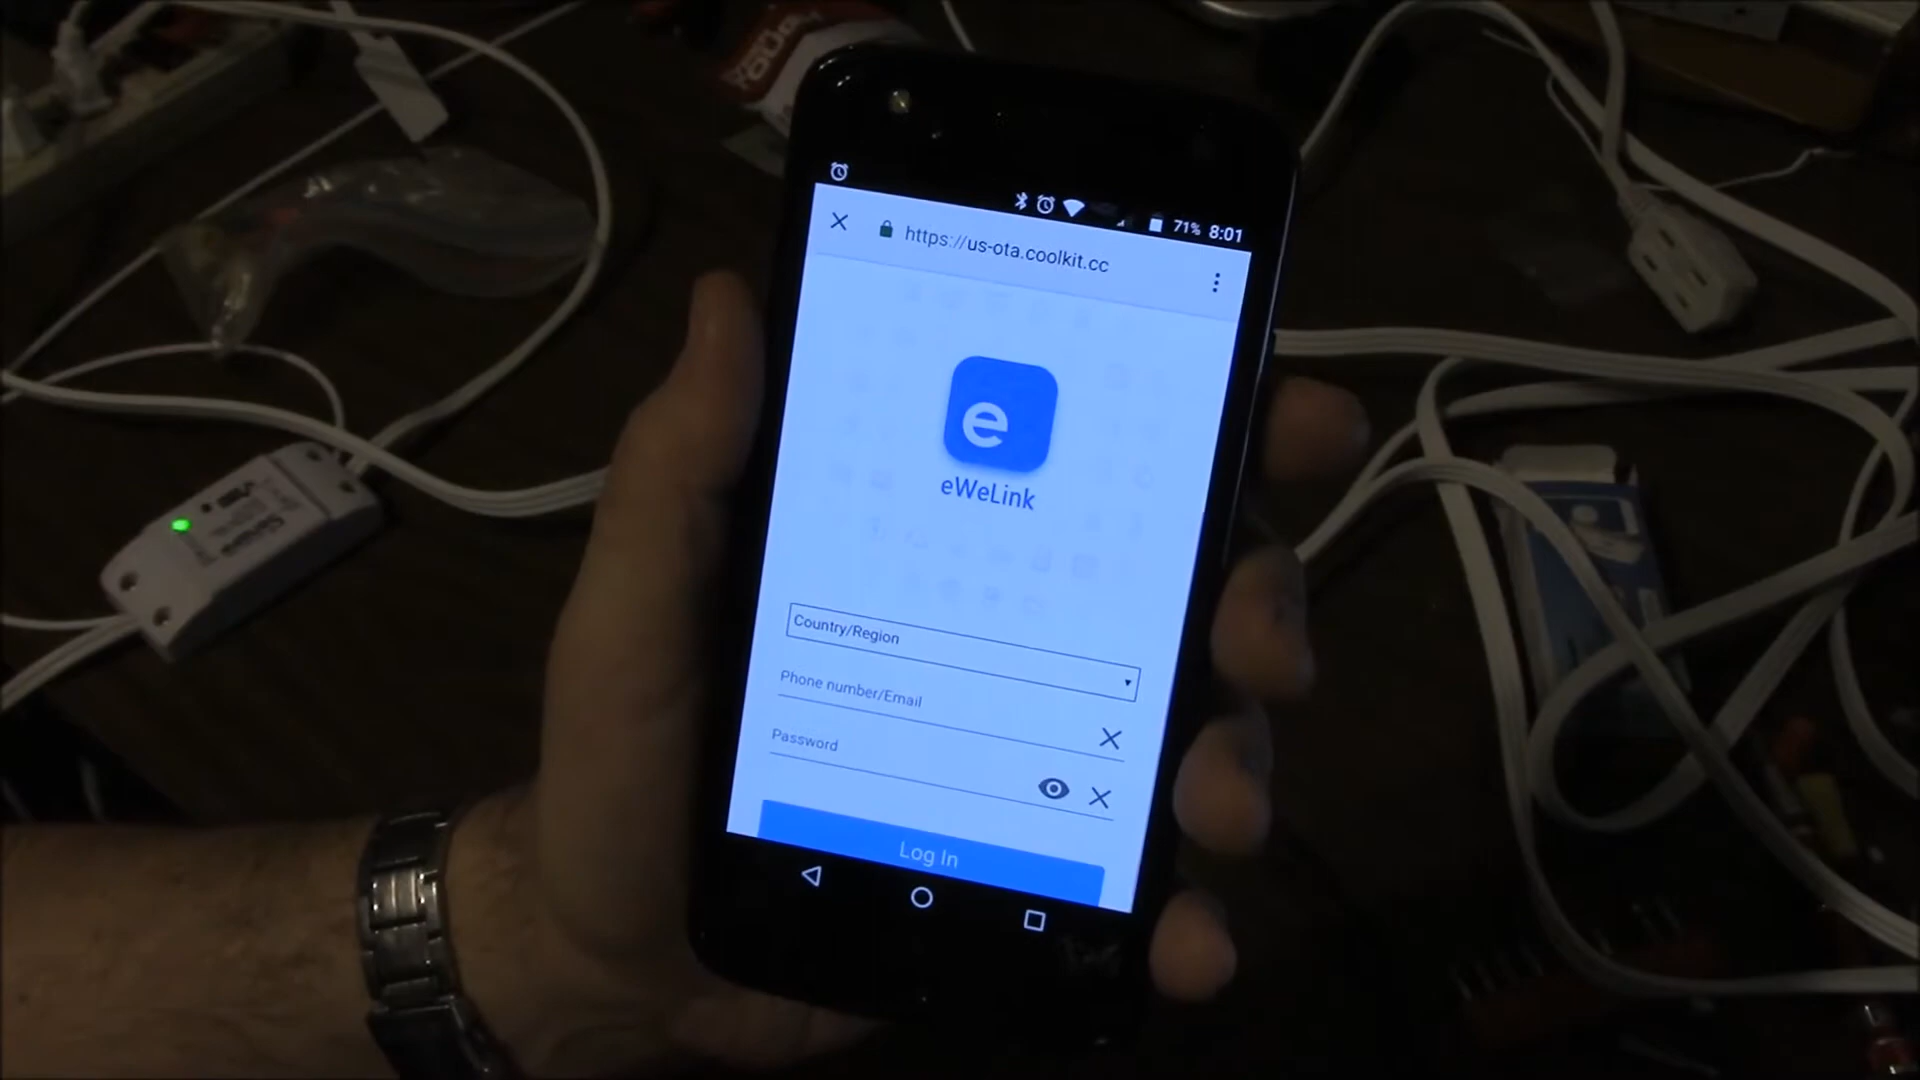 71% 8:01
https://us-ota.coolkit.cc
e
eWeLink
Country/Region
Phone number/Email
Password
Log In